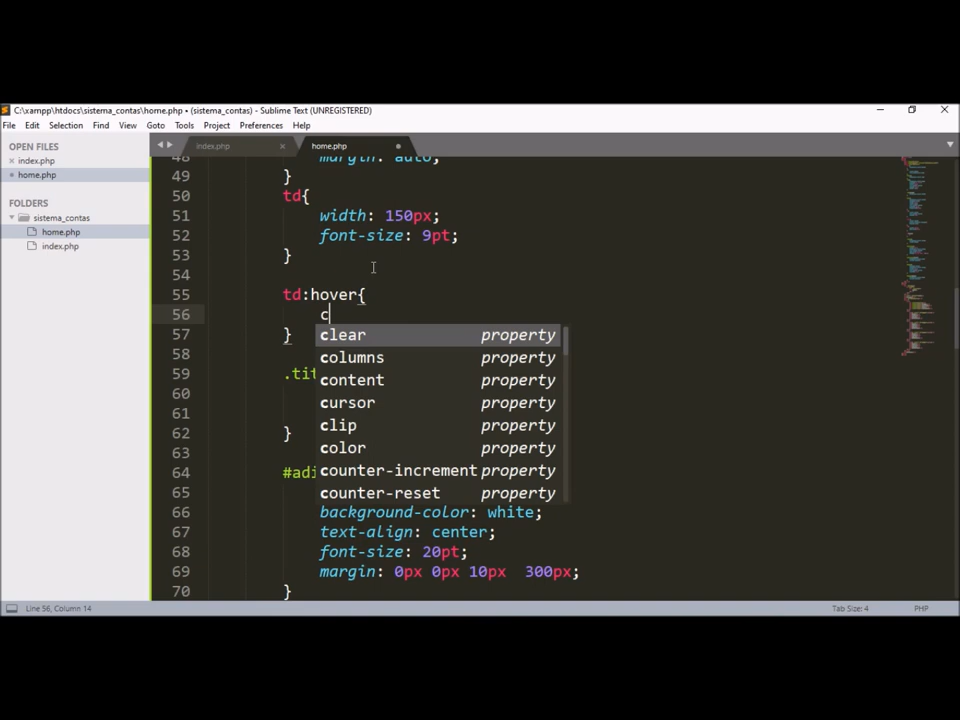 C:\xampp\htdocs\sistema_contas\home.php • (sistema_contas) - Sublime Text (UNREGISTERED)
File Edit Selection Find View Goto Tools Project Preferences Help
OPEN FILES
index.php
home.php
FOLDERS
sistema_contas
home.php
index.php
index.php
home.php
48 margin: auto;
49 }
50 td{
51 width: 150px;
52 font-size: 9pt;
53 }
54
55 td:hover{
56 c
57 }
58
59 .tit
60
61
62 }
63
64 #adi
65
66 background-color: white;
67 text-align: center;
68 font-size: 20pt;
69 margin: 0px 0px 10px 300px;
70 }
clear property
columns property
content property
cursor property
clip property
color property
counter-increment property
counter-reset property
Line 56, Column 14
Tab Size: 4
PHP